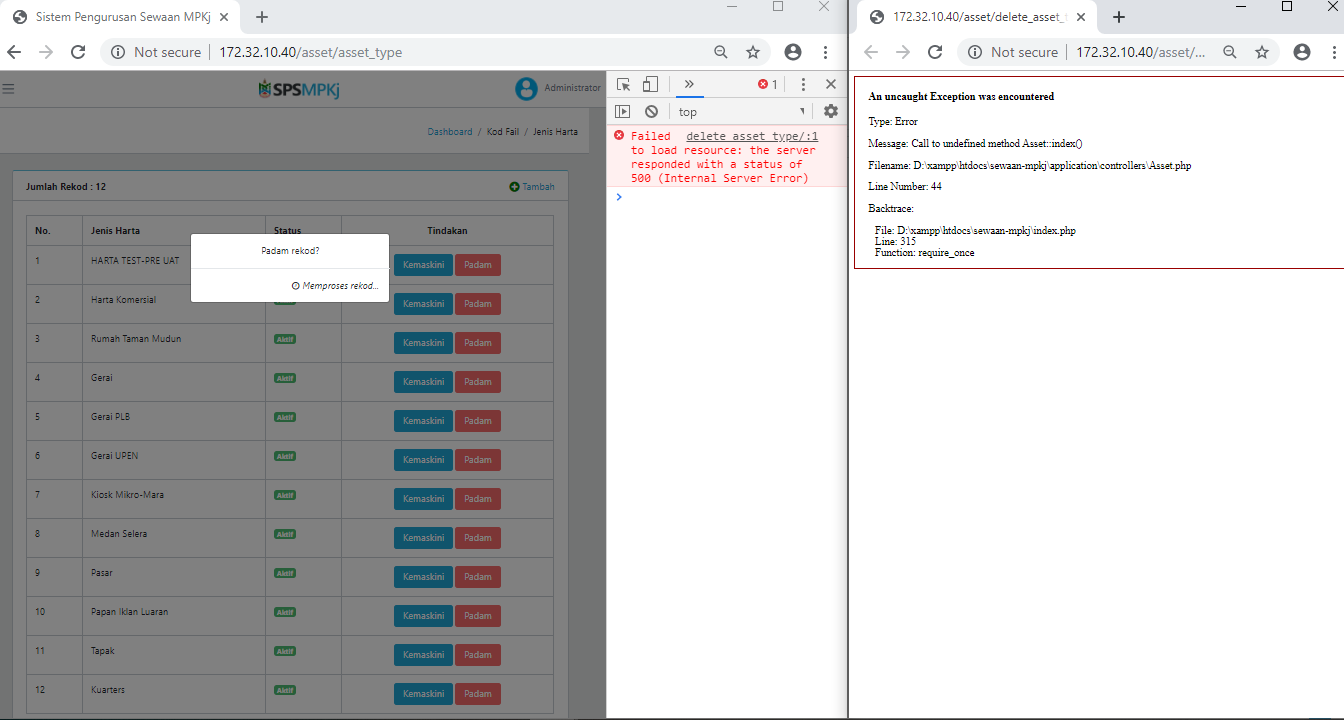 Sistem Pengurusan Sewaan MPKj
Not secure | 172.32.10.40/asset/asset_type
SPSMPKj
Administrator
Dashboard / Kod Fail / Jenis Harta
Jumlah Rekod : 12
Tambah
No. Jenis Harta Status Tindakan
1 HARTA TEST-PRE UAT Kemaskini Padam
2 Harta Komersial Kemaskini Padam
3 Rumah Taman Mudun Aktif Kemaskini Padam
4 Gerai Aktif Kemaskini Padam
5 Gerai PLB Aktif Kemaskini Padam
6 Gerai UPEN Aktif Kemaskini Padam
7 Kiosk Mikro-Mara Aktif Kemaskini Padam
8 Medan Selera Aktif Kemaskini Padam
9 Pasar Aktif Kemaskini Padam
10 Papan Iklan Luaran Aktif Kemaskini Padam
11 Tapak Aktif Kemaskini Padam
12 Kuarters Aktif Kemaskini Padam
Padam rekod?
Memproses rekod...
1
top
Failed delete_asset_type/:1
to load resource: the server
responded with a status of
500 (Internal Server Error)
172.32.10.40/asset/delete_asset_t
Not secure | 172.32.10.40/asset/...
An uncaught Exception was encountered
Type: Error
Message: Call to undefined method Asset::index()
Filename: D:\xampp\htdocs\sewaan-mpkj\application\controllers\Asset.php
Line Number: 44
Backtrace:
File: D:\xampp\htdocs\sewaan-mpkj\index.php
Line: 315
Function: require_once